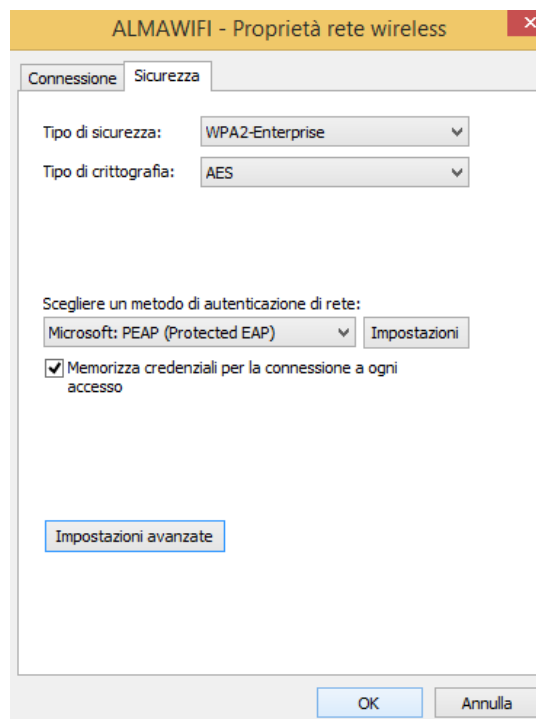 ALMAWIFI - Proprietà rete wireless
Connessione Sicurezza
Tipo di sicurezza: WPA2-Enterprise
Tipo di crittografia: AES
Scegliere un metodo di autenticazione di rete:
Microsoft: PEAP (Protected EAP) Impostazioni
Memorizza credenziali per la connessione a ogni
accesso
Impostazioni avanzate
OK Annulla